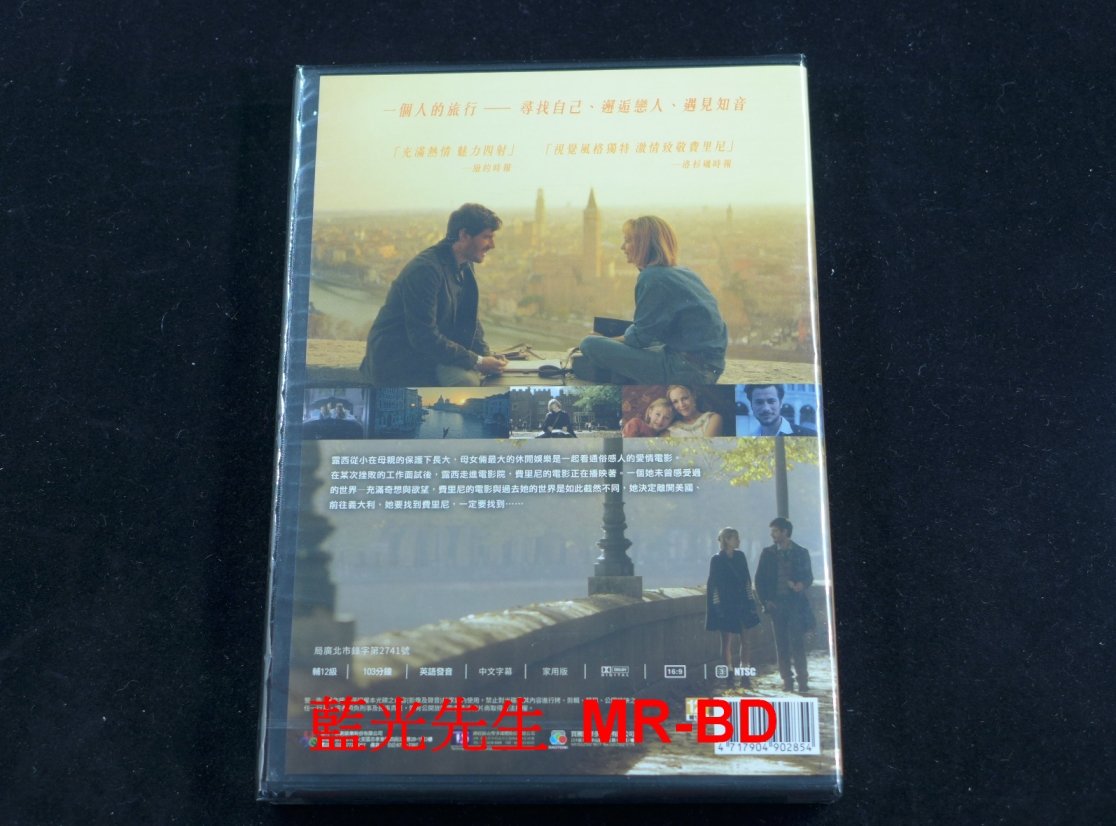 一個人的旅行 —— 尋找自己、邂逅戀人、遇見知音
「充滿熱情 魅力四射」
—紐約時報
「視覺風格獨特 激情致敬費里尼」
—洛杉磯時報
露西從小在母親的保護下長大，母女倆最大的休閒娛樂是一起看通俗感人的愛情電影。
在某次挫敗的工作面試後，露西走進電影院，費里尼的電影正在播映著。一個她未曾感受過
的世界—充滿奇想與欲望，費里尼的電影與過去她的世界是如此截然不同，她決定離開美國、
前往義大利，她要找到費里尼，一定要找到……
局廣北市錄字第2741號
輔12級 103分鐘 英語發音 中文字幕 家用版 DOLBY DIGITAL 16:9 3 NTSC
藍光先生 MR-BD
4 717904 902854